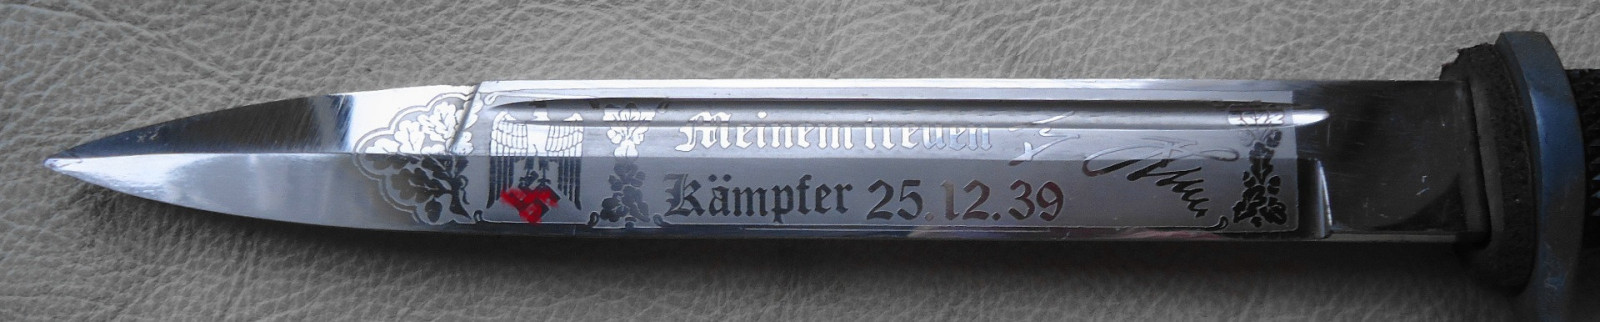 Meinem treuen
Kämpfer 25.12.39